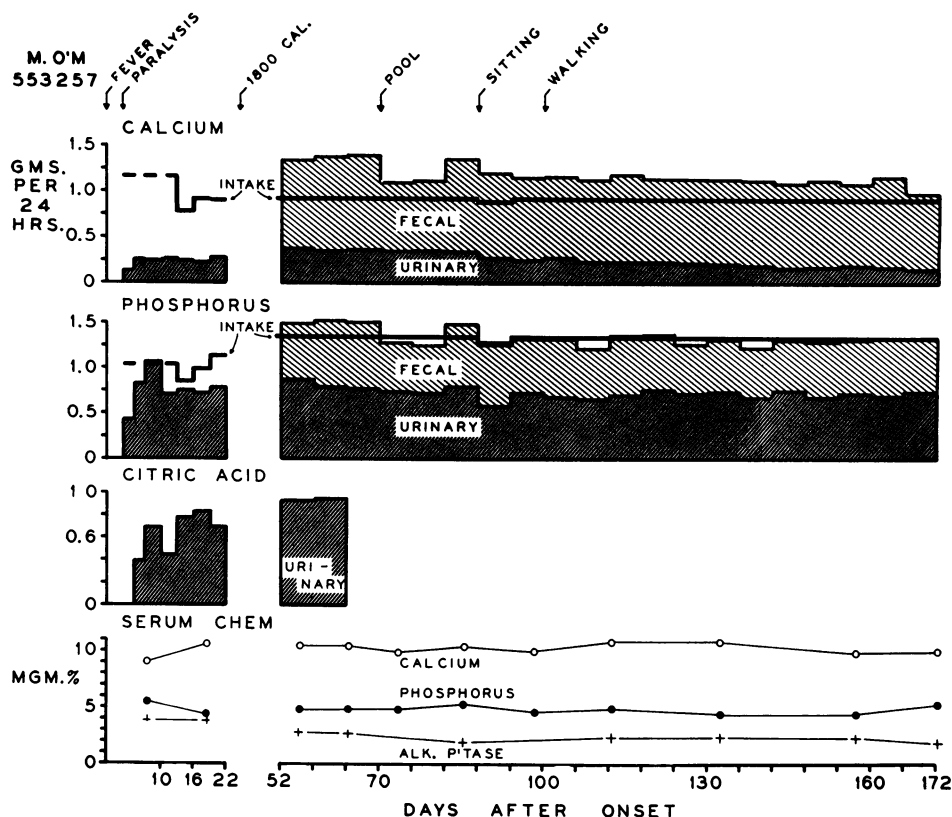 M. O'M
553257
FEVER
PARALYSIS
1800 CAL.
POOL
SITTING
WALKING
CALCIUM
GMS.
PER
24
HRS.
1.5
1.0
0.5
0
INTAKE
FECAL
URINARY
PHOSPHORUS
1.5
1.0
0.5
0
INTAKE
FECAL
URINARY
CITRIC ACID
1 0
0.6
0
URI-
NARY
SERUM CHEM
MGM.%
10
5
0
CALCIUM
PHOSPHORUS
ALK. P'TASE
10 16 22 52 70 100 130 160 172
DAYS AFTER ONSET